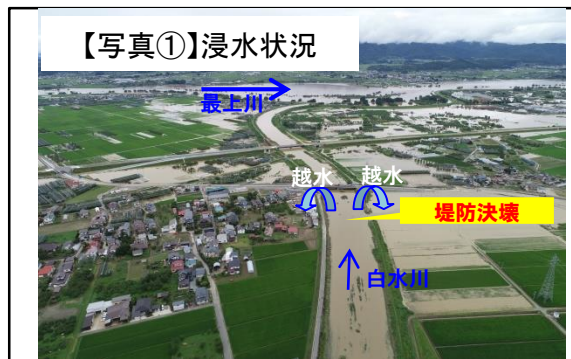 【写真①】浸水状況
最上川
越水 越水
堤防決壊
白水川